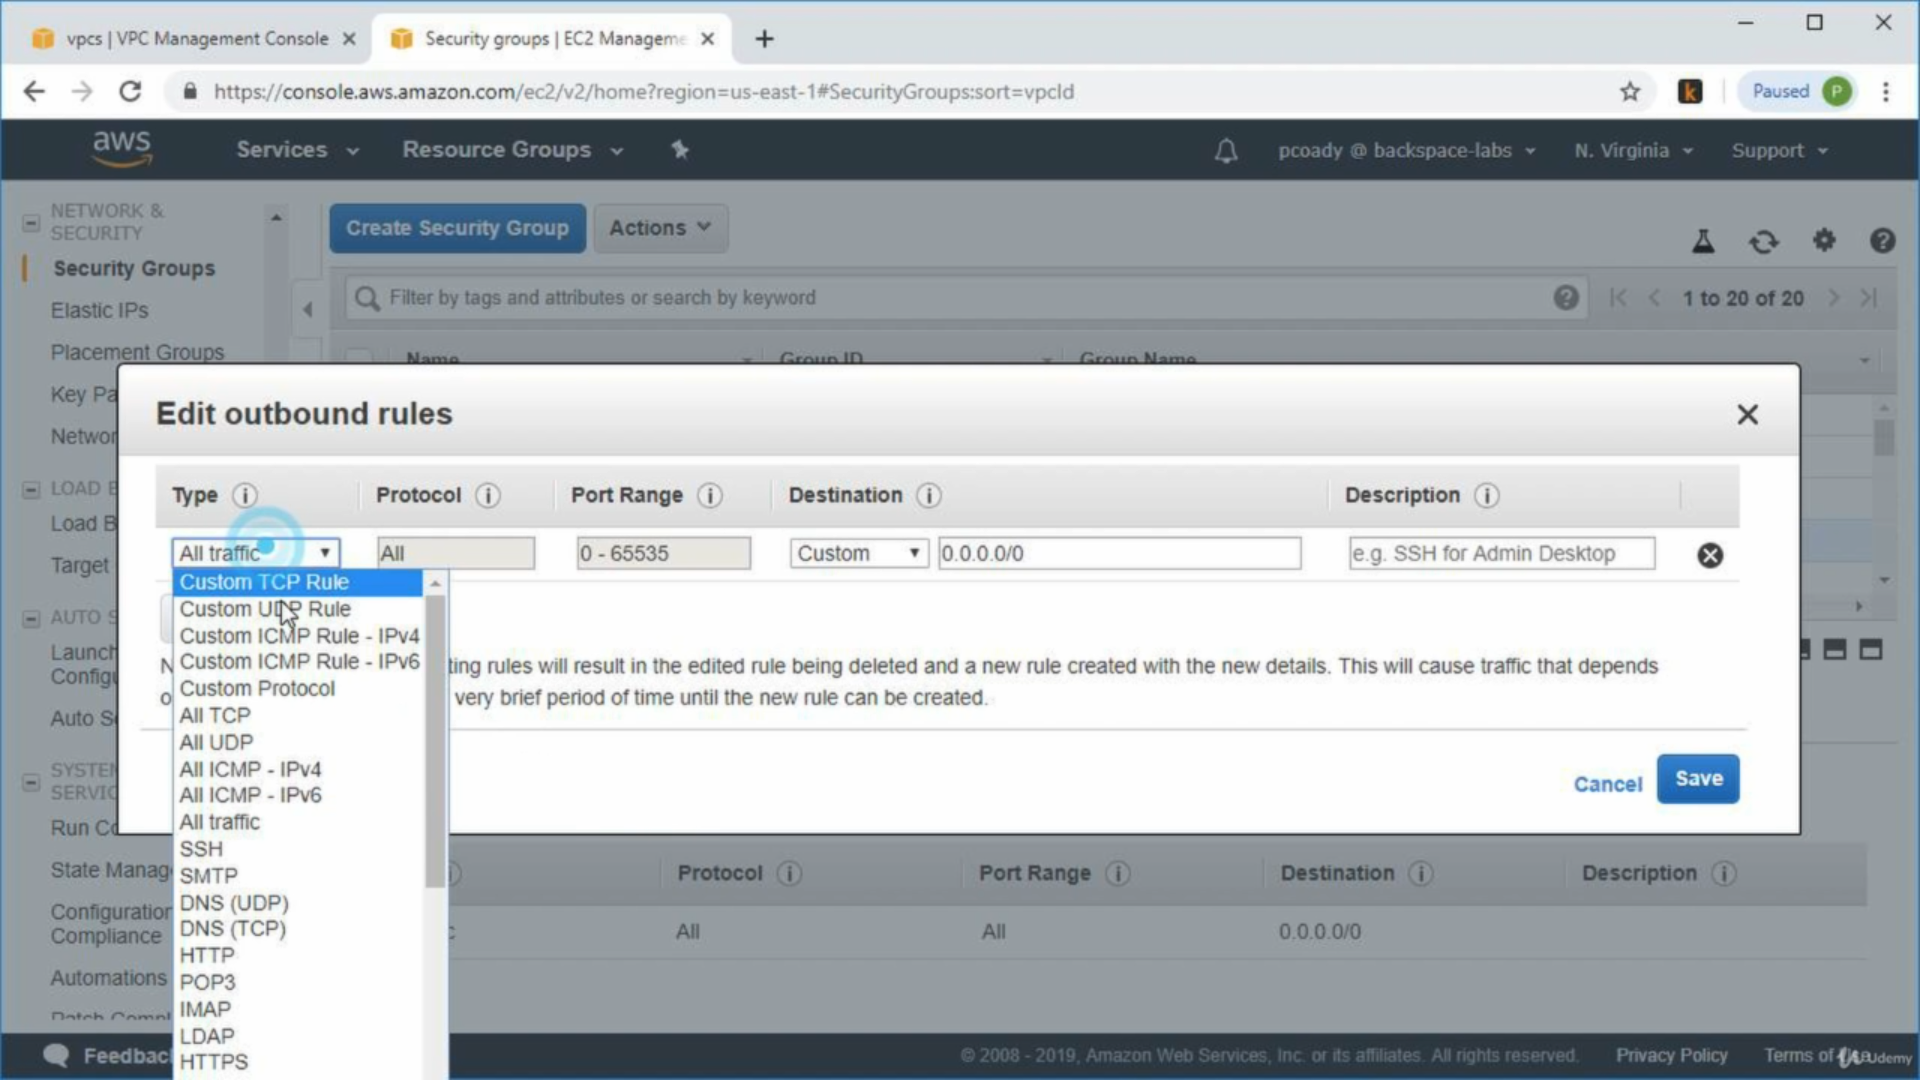 vpcs | VPC Management Console
Security groups | EC2 Manageme
https://console.aws.amazon.com/ec2/v2/home?region=us-east-1#SecurityGroups:sort=vpcId
Paused
P
aws
Services
Resource Groups
pcoady @ backspace-labs
N. Virginia
Support
NETWORK &
SECURITY
Security Groups
Elastic IPs
Placement Groups
Key Pa
Networ
LOAD B
Load B
Target
AUTO S
Launch
Configu
Auto Sc
SYSTEM
SERVIC
Run Co
State Manag
Configuration
Compliance
Automations
Patch Compl
Create Security Group
Actions
Filter by tags and attributes or search by keyword
1 to 20 of 20
Name
Group ID
Group Name
Edit outbound rules
Type
Protocol
Port Range
Destination
Description
All traffic
All
0 - 65535
Custom
0.0.0.0/0
e.g. SSH for Admin Desktop
Custom TCP Rule
Custom UDP Rule
Custom ICMP Rule - IPv4
Custom ICMP Rule - IPv6
Custom Protocol
All TCP
All UDP
All ICMP - IPv4
All ICMP - IPv6
All traffic
SSH
SMTP
DNS (UDP)
DNS (TCP)
HTTP
POP3
IMAP
LDAP
HTTPS
ting rules will result in the edited rule being deleted and a new rule created with the new details. This will cause traffic that depends
very brief period of time until the new rule can be created.
Cancel
Save
Protocol
Port Range
Destination
Description
All
All
0.0.0.0/0
Feedbac
© 2008 - 2019, Amazon Web Services, Inc. or its affiliates. All rights reserved.
Privacy Policy
Terms of
Udemy